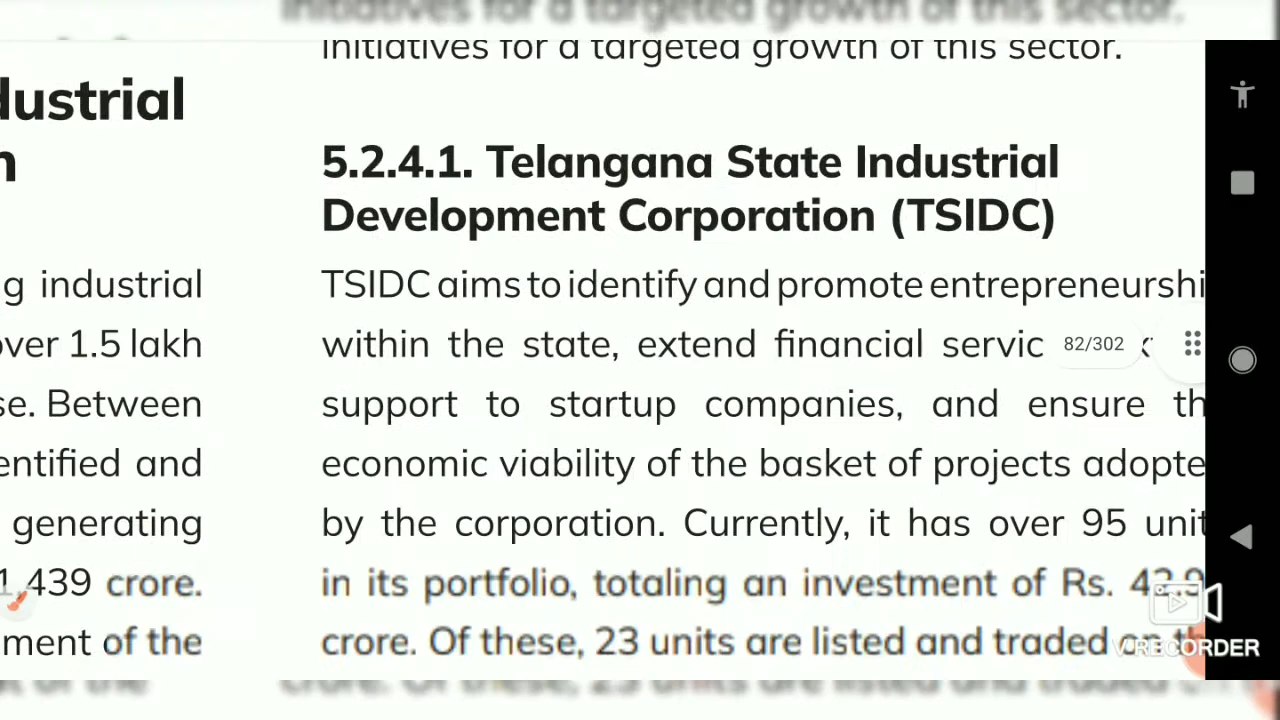 initiatives for a targeted growth of this sector.
dustrial
n
5.2.4.1. Telangana State Industrial
Development Corporation (TSIDC)
g industrial
over 1.5 lakh
se. Between
entified and
generating
1,439 crore.
ment of the
TSIDC aims to identify and promote entrepreneurshi
within the state, extend financial servic
support to startup companies, and ensure th
economic viability of the basket of projects adopte
by the corporation. Currently, it has over 95 unit
in its portfolio, totaling an investment of Rs.
crore. Of these, 23 units are listed and traded
82/302
V RECORDER